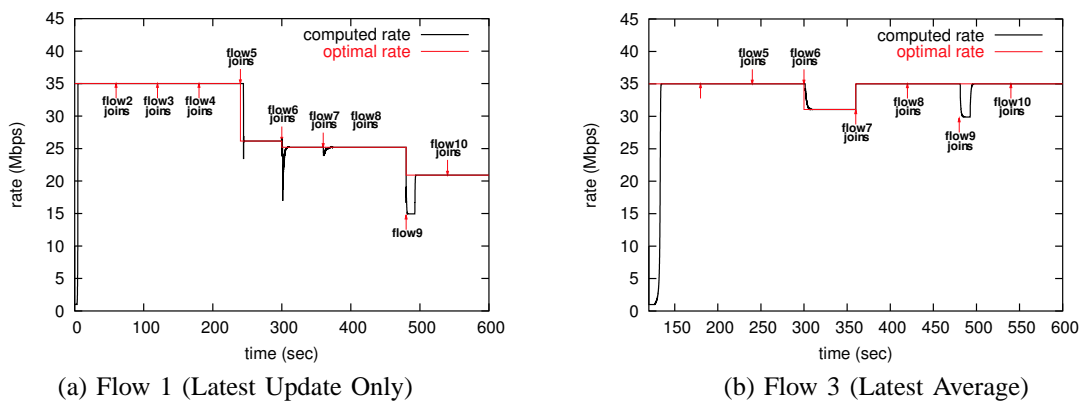 45
40
35
30
25
20
15
10
5
0
rate (Mbps)
computed rate
optimal rate
flow5
joins
flow2
joins
flow3
joins
flow4
joins
flow6
joins
flow7
joins
flow8
joins
flow10
joins
flow9
0 100 200 300 400 500 600
time (sec)
(a) Flow 1 (Latest Update Only)
45
40
35
30
25
20
15
10
5
0
rate (Mbps)
computed rate
optimal rate
flow5
joins
flow6
joins
flow7
joins
flow8
joins
flow9
joins
flow10
joins
150 200 250 300 350 400 450 500 550 600
time (sec)
(b) Flow 3 (Latest Average)